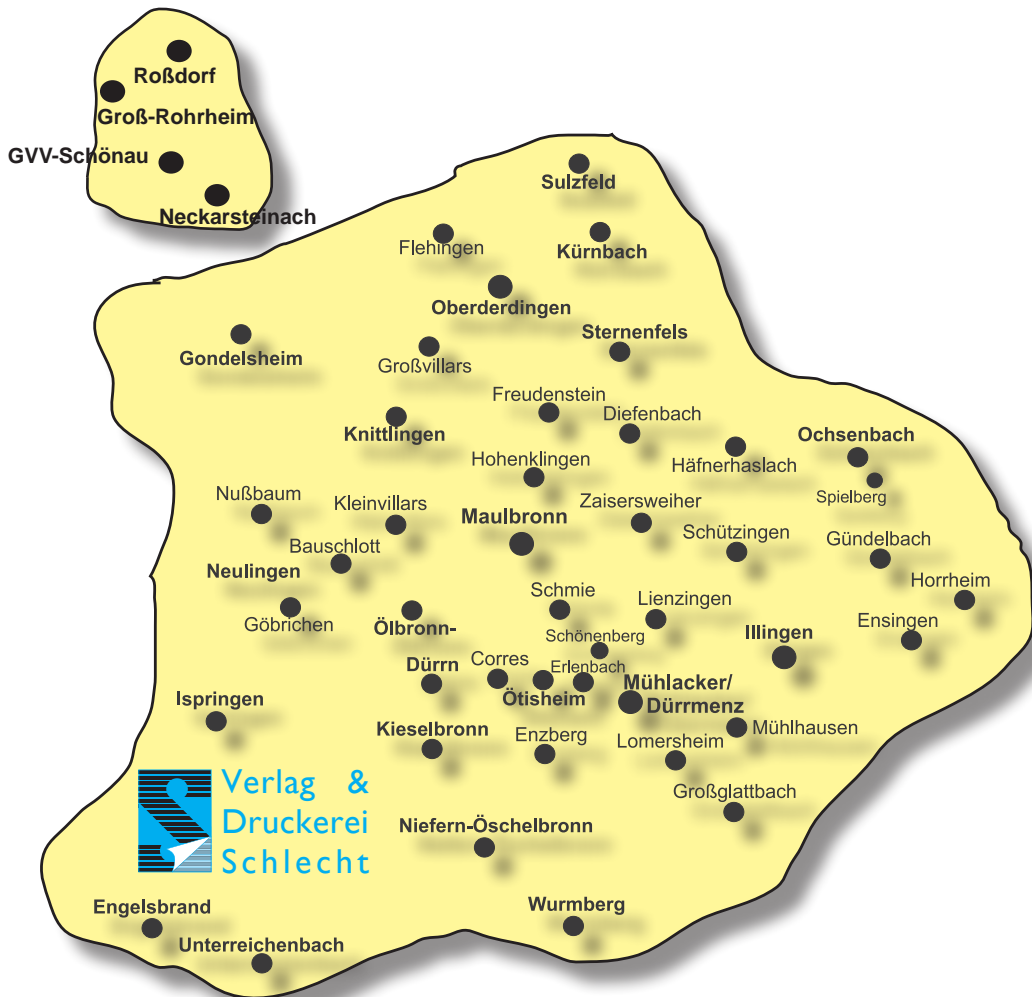 Roßdorf
Groß-Rohrheim
GVV-Schönau
Neckarsteinach
Sulzfeld
Flehingen
Kürnbach
Oberderdingen
Sternenfels
Gondelsheim
Großvillars
Freudenstein
Diefenbach
Knittlingen
Ochsenbach
Häfnerhaslach
Hohenklingen
Spielberg
Nußbaum
Kleinvillars
Zaisersweiher
Maulbronn
Schützingen
Gündelbach
Bauschlott
Neulingen
Horrheim
Schmie
Lienzingen
Göbrichen
Ölbronn-
Ensingen
Schönenberg
Illingen
Dürrn
Corres
Erlenbach
Ötisheim
Mühlacker/
Dürrmenz
Ispringen
Kieselbronn
Enzberg
Lomersheim
Mühlhausen
Großglattbach
Verlag &
Druckerei
Schlecht
Niefern-Öschelbronn
Engelsbrand
Wurmberg
Unterreichenbach